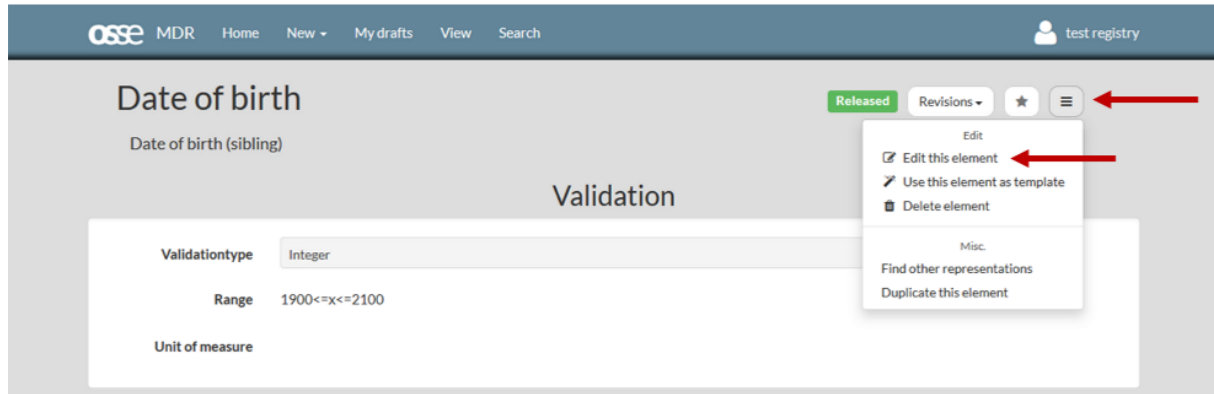 osse MDR Home New My drafts View Search test registry
Date of birth
Released Revisions
Date of birth (sibling)
Edit
Edit this element
Use this element as template
Delete element
Validation
Misc.
Find other representations
Duplicate this element
Validationtype Integer
Range 1900<=x<=2100
Unit of measure